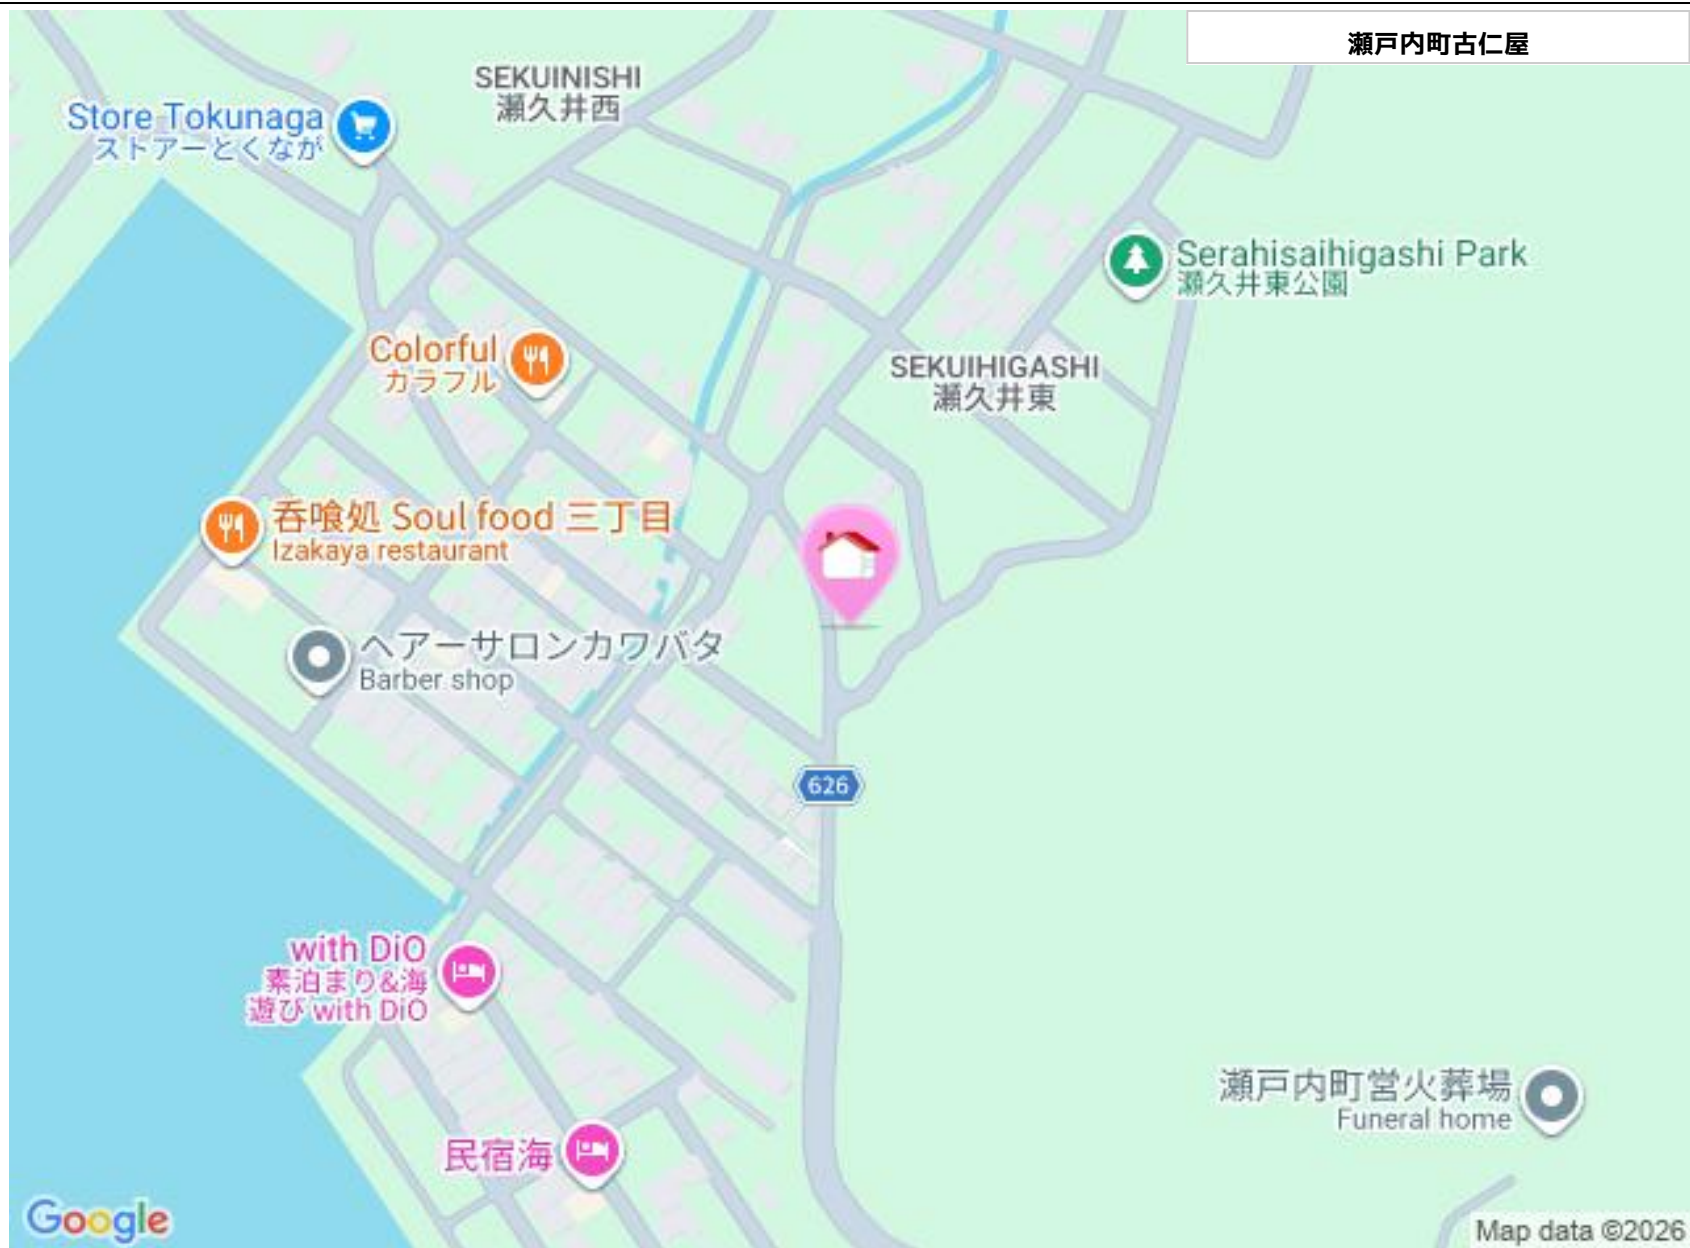 瀬戸内町古仁屋
SEKUINISHI
瀬久井西
Store Tokunaga
ストアーとくなが
Serahisaihigashi Park
瀬久井東公園
Colorful
カラフル
SEKUIHIGASHI
瀬久井東
呑喰処 Soul food 三丁目
Izakaya restaurant
ヘアーサロンカワバタ
Barber shop
626
with DiO
素泊まり&海
遊び with DiO
瀬戸内町営火葬場
Funeral home
民宿海
Google
Map data ©2026